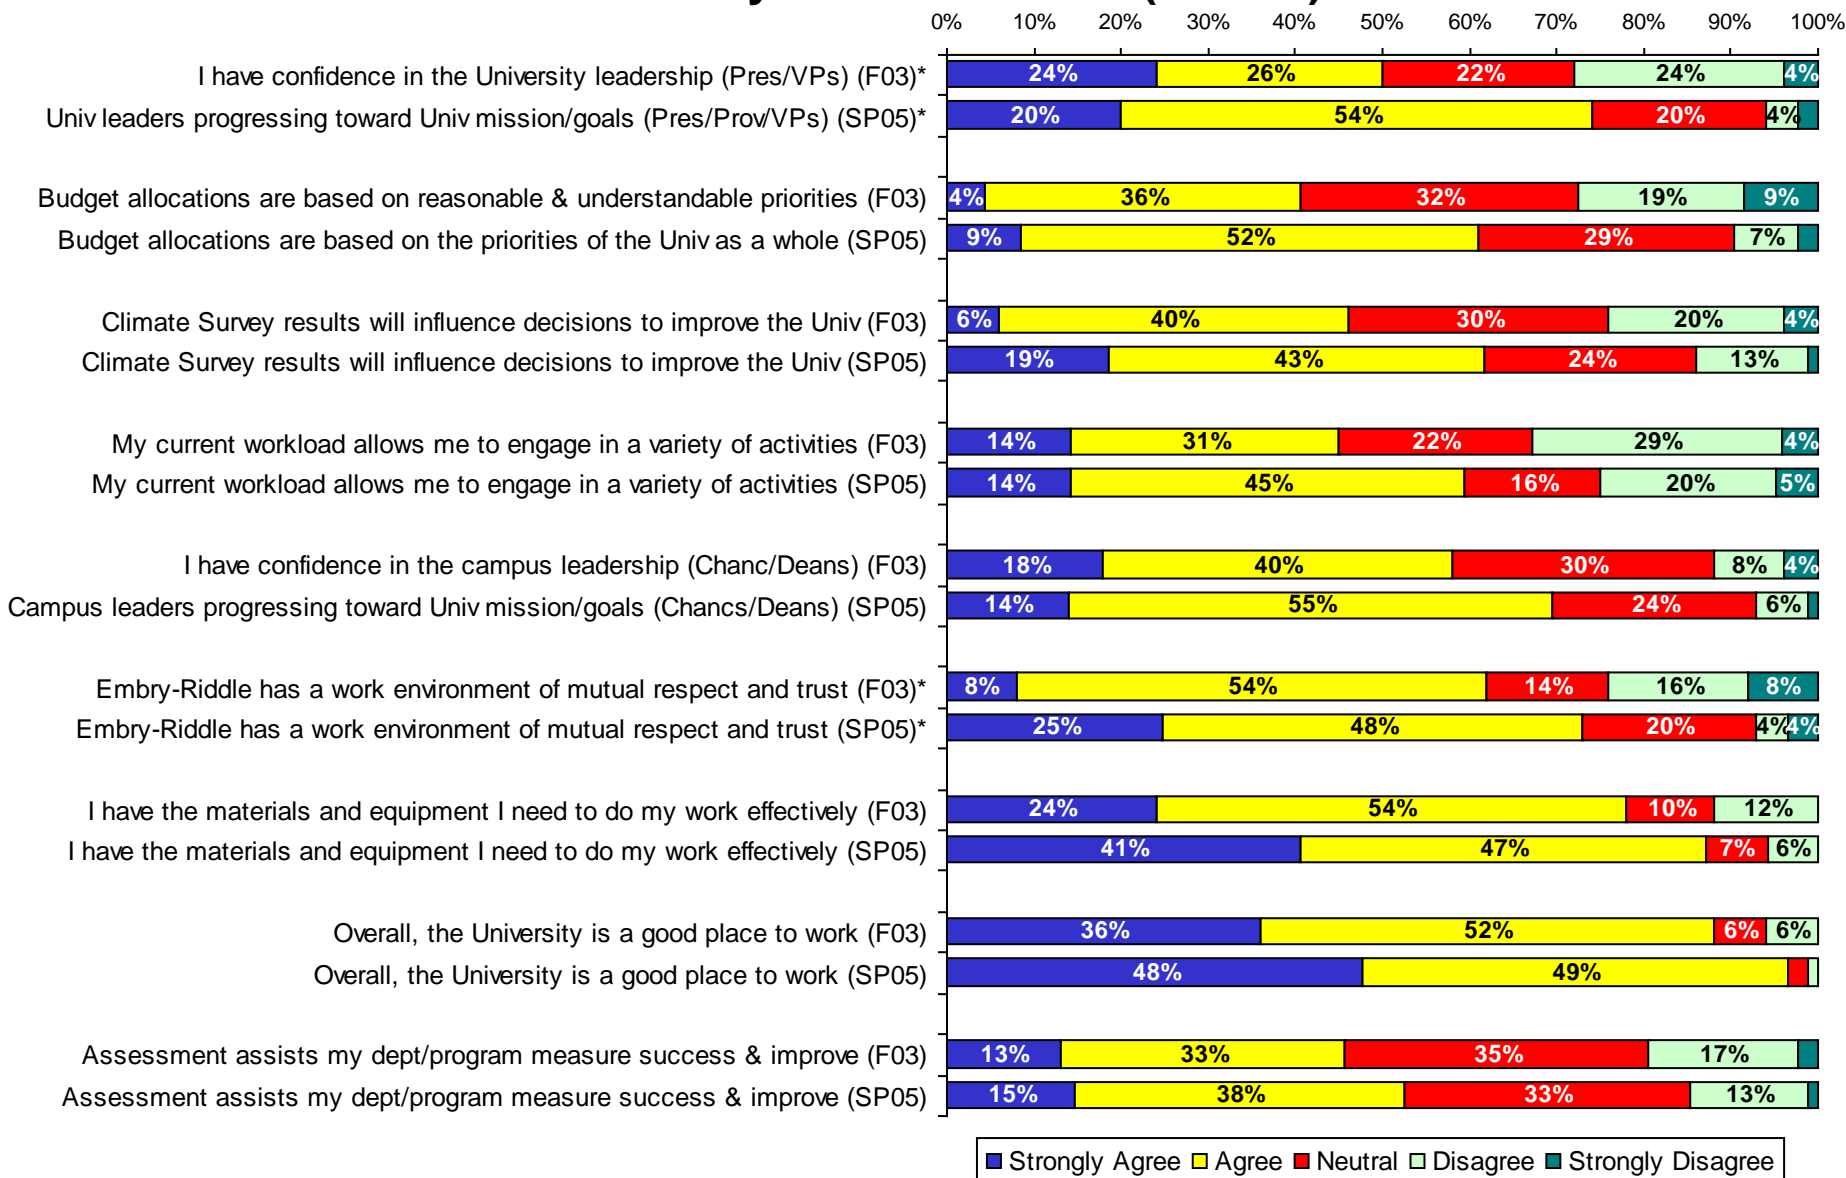 0% 10% 20% 30% 40% 50% 60% 70% 80% 90% 100%
I have confidence in the University leadership (Pres/VPs) (F03)* 24% 26% 22% 24% 4%
Univ leaders progressing toward Univ mission/goals (Pres/Prov/VPs) (SP05)* 20% 54% 20% 4%
Budget allocations are based on reasonable & understandable priorities (F03) 4% 36% 32% 19% 9%
Budget allocations are based on the priorities of the Univ as a whole (SP05) 9% 52% 29% 7%
Climate Survey results will influence decisions to improve the Univ (F03) 6% 40% 30% 20% 4%
Climate Survey results will influence decisions to improve the Univ (SP05) 19% 43% 24% 13%
My current workload allows me to engage in a variety of activities (F03) 14% 31% 22% 29% 4%
My current workload allows me to engage in a variety of activities (SP05) 14% 45% 16% 20% 5%
I have confidence in the campus leadership (Chanc/Deans) (F03) 18% 40% 30% 8% 4%
Campus leaders progressing toward Univ mission/goals (Chancs/Deans) (SP05) 14% 55% 24% 6%
Embry-Riddle has a work environment of mutual respect and trust (F03)* 8% 54% 14% 16% 8%
Embry-Riddle has a work environment of mutual respect and trust (SP05)* 25% 48% 20% 4% 4%
I have the materials and equipment I need to do my work effectively (F03) 24% 54% 10% 12%
I have the materials and equipment I need to do my work effectively (SP05) 41% 47% 7% 6%
Overall, the University is a good place to work (F03) 36% 52% 6% 6%
Overall, the University is a good place to work (SP05) 48% 49%
Assessment assists my dept/program measure success & improve (F03) 13% 33% 35% 17%
Assessment assists my dept/program measure success & improve (SP05) 15% 38% 33% 13%
Strongly Agree Agree Neutral Disagree Strongly Disagree